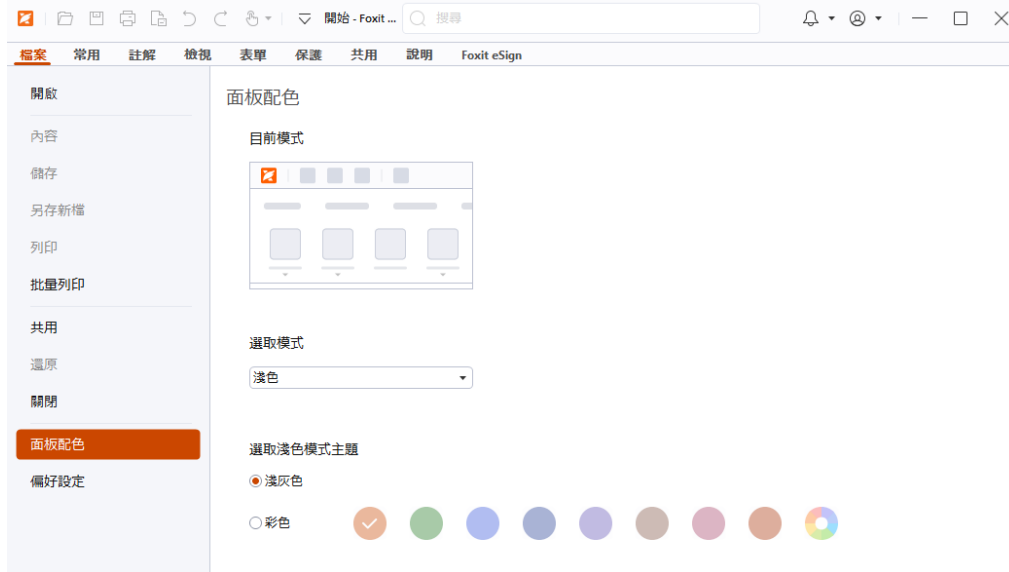 開始 - Foxit ...
搜尋
檔案 常用 註解 檢視 表單 保護 共用 說明 Foxit eSign
開啟
內容
儲存
另存新檔
列印
批量列印
共用
還原
關閉
面板配色
偏好設定
面板配色
目前模式
選取模式
淺色
選取淺色模式主題
淺灰色
彩色